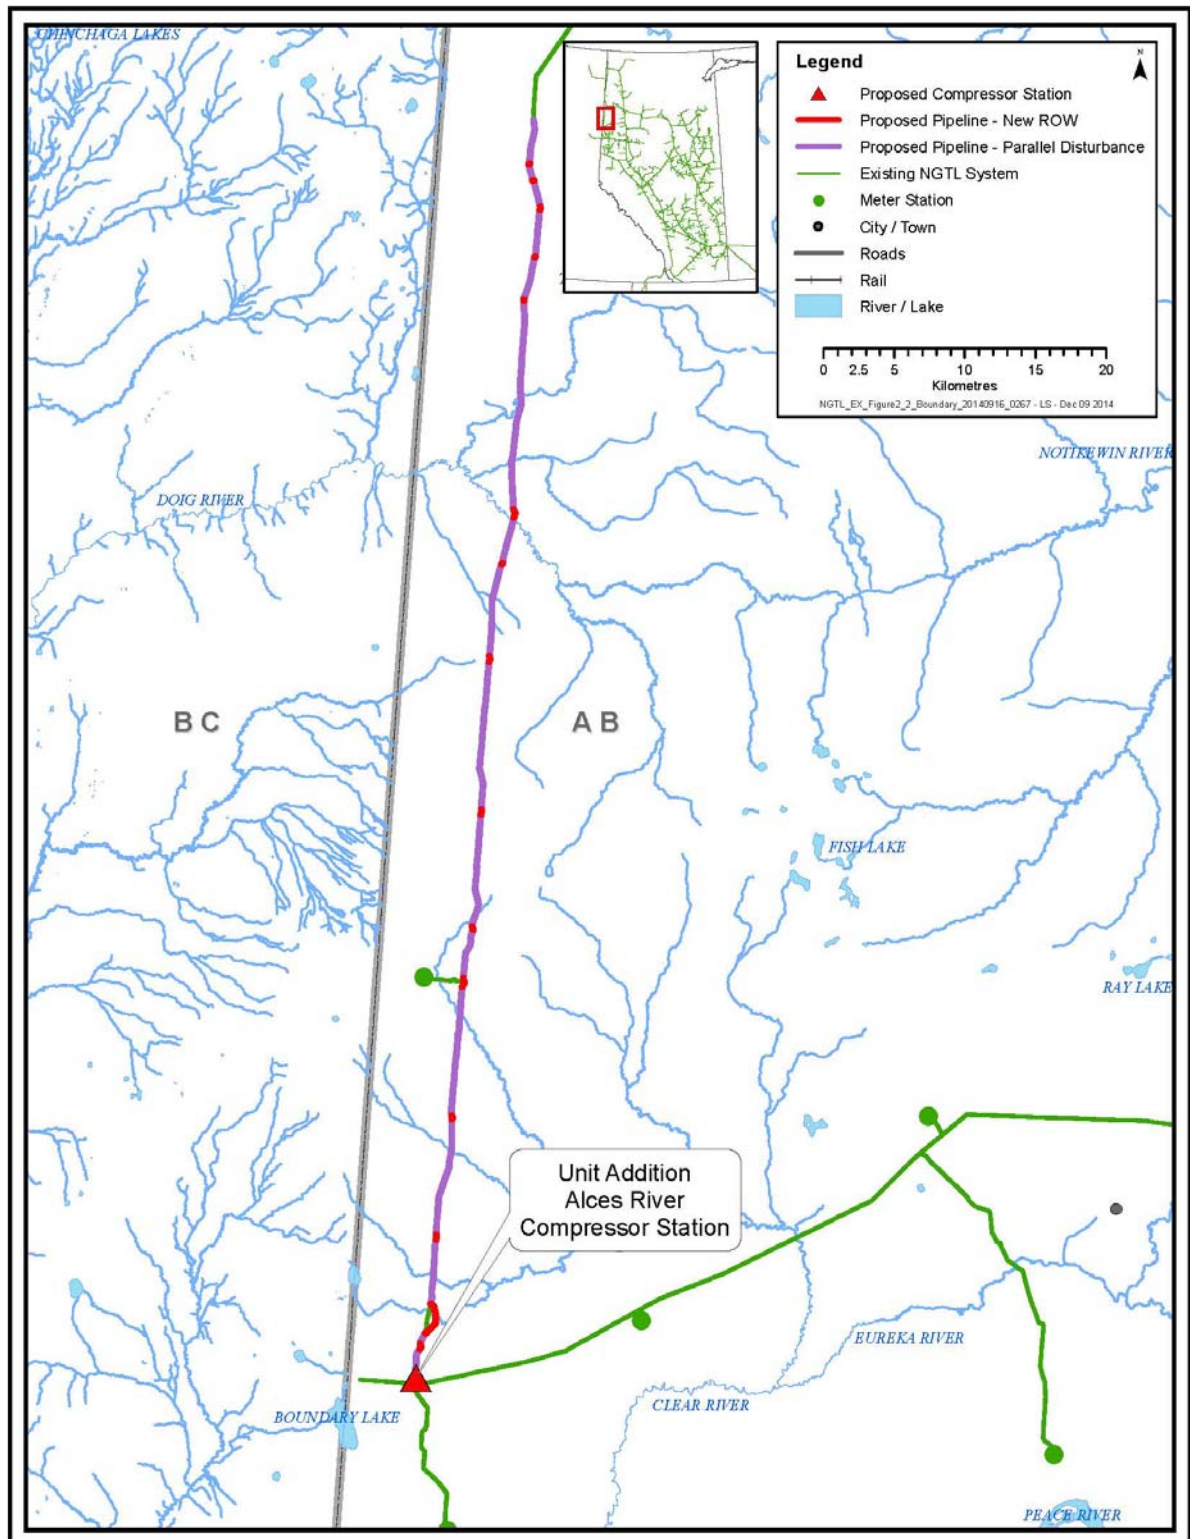 CHINCHAGA LAKES
Legend
N
Proposed Compressor Station
Proposed Pipeline - New ROW
Proposed Pipeline - Parallel Disturbance
Existing NGTL System
Meter Station
City / Town
Roads
Rail
River / Lake
0 2.5 5 10 15 20
Kilometres
NGTL_EX_Figure2_2_Boundary_20140916_0267 - LS - Dec 09 2014
NOTIKEWIN RIVER
DOIG RIVER
BC
AB
FISH LAKE
RAY LAKE
Unit Addition
Alces River
Compressor Station
EUREKA RIVER
CLEAR RIVER
BOUNDARY LAKE
PEACE RIVER